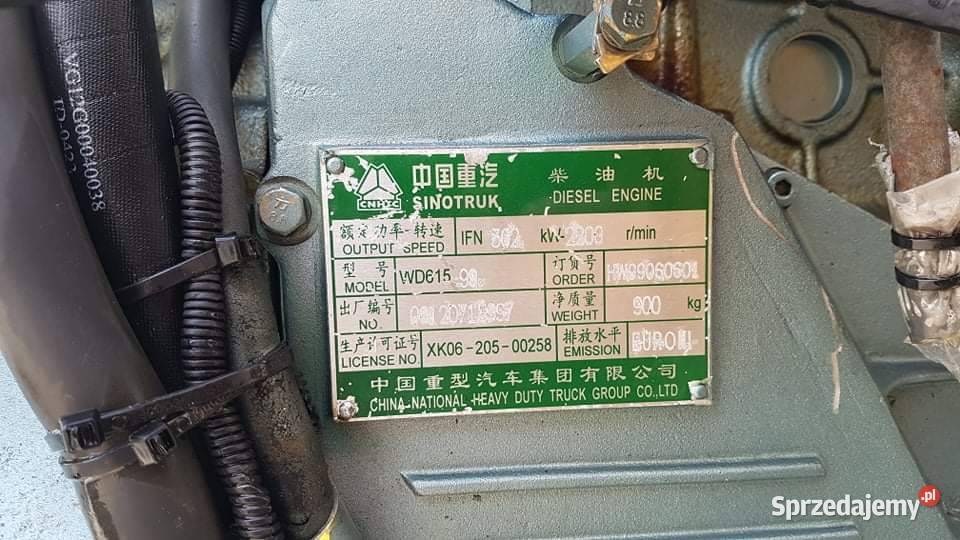 VG12G00040038
8.8
中国重汽
SINOTRUK
CNHTC
柴油机
DIESEL ENGINE
额定功率-转速
OUTPUT SPEED
IFN kW- r/min
型号
MODEL
WD615
订货号
ORDER
出厂编号
NO.
净质量
WEIGHT
900 kg
生产许可证号
LICENSE NO.
XK06-205-00258
排放水平
EMISSION
中国重型汽车集团有限公司
CHINA NATIONAL HEAVY DUTY TRUCK GROUP CO.,LTD
Sprzedajemy.pl